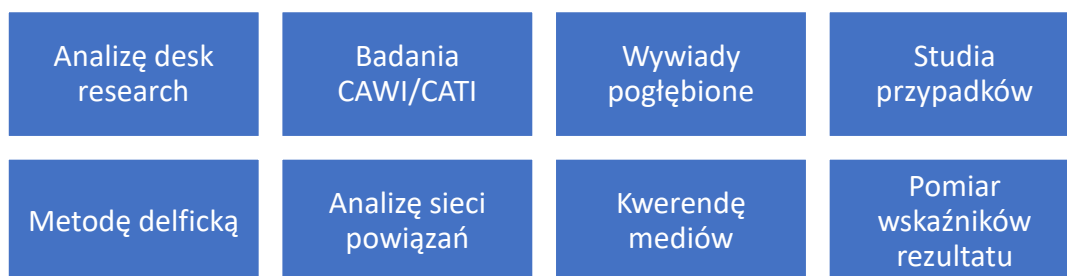 Analizę desk
research
Badania
CAWI/CATI
Wywiady
pogłębione
Studia
przypadków
Metodę delficką
Analizę sieci
powiązań
Kwerendę
mediów
Pomiar
wskaźników
rezultatu